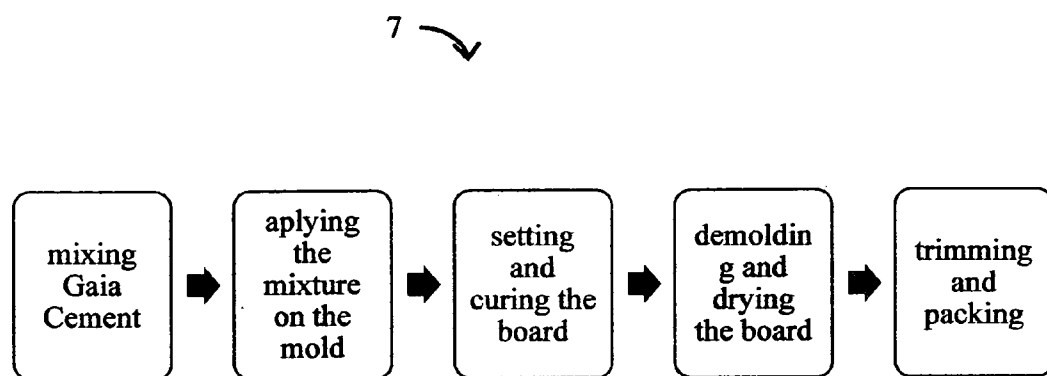 7
mixing
Gaia
Cement
aplying
the
mixture
on the
mold
setting
and
curing the
board
demoldin
g and
drying
the board
trimming
and
packing